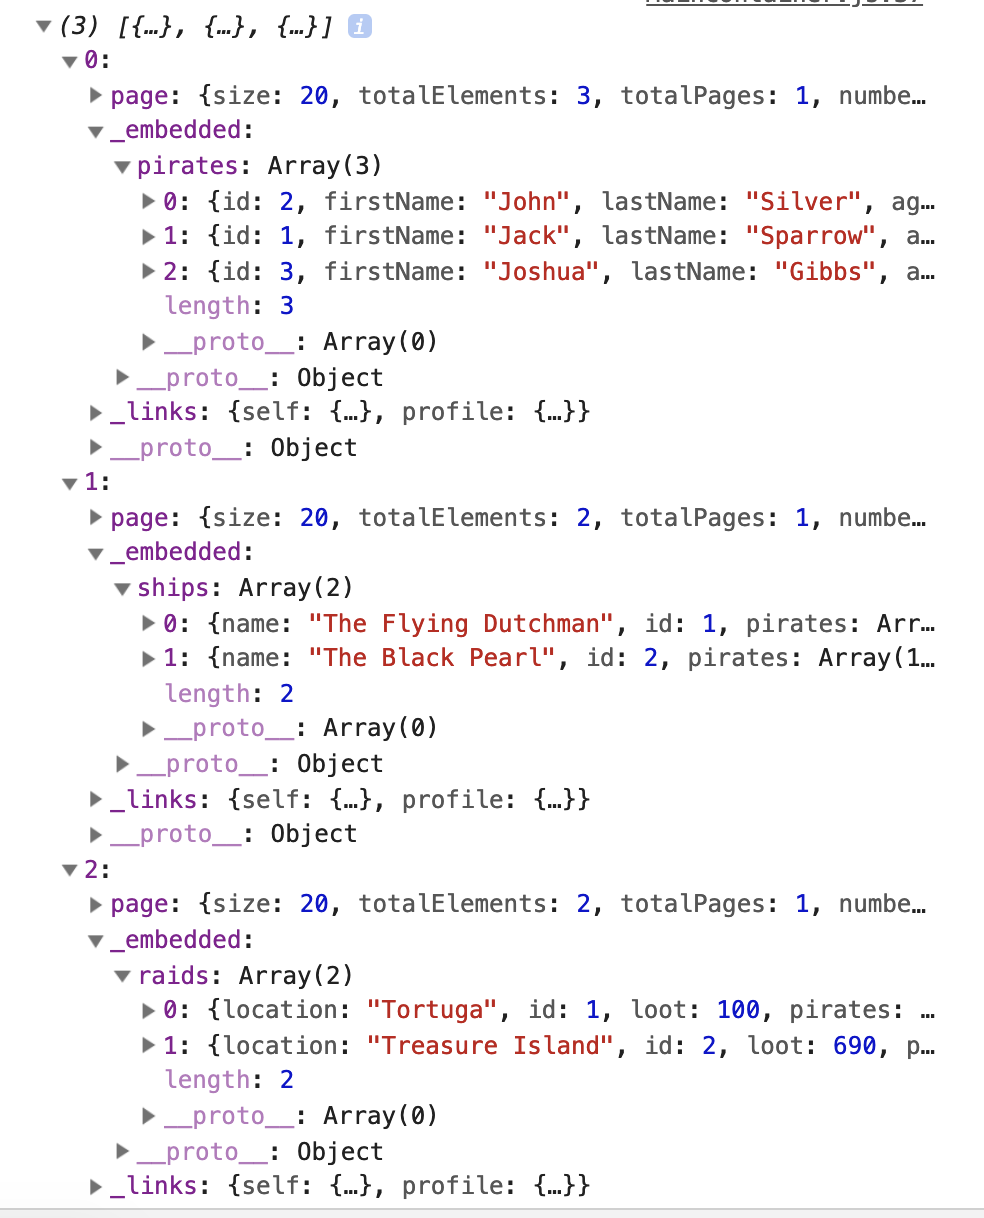 (3) [{…}, {…}, {…}] i
0:
page: {size: 20, totalElements: 3, totalPages: 1, numbe…
_embedded:
pirates: Array(3)
0: {id: 2, firstName: "John", lastName: "Silver", ag…
1: {id: 1, firstName: "Jack", lastName: "Sparrow", a…
2: {id: 3, firstName: "Joshua", lastName: "Gibbs", a…
length: 3
__proto__: Array(0)
__proto__: Object
_links: {self: {…}, profile: {…}}
__proto__: Object
1:
page: {size: 20, totalElements: 2, totalPages: 1, numbe…
_embedded:
ships: Array(2)
0: {name: "The Flying Dutchman", id: 1, pirates: Arr…
1: {name: "The Black Pearl", id: 2, pirates: Array(1…
length: 2
__proto__: Array(0)
__proto__: Object
_links: {self: {…}, profile: {…}}
__proto__: Object
2:
page: {size: 20, totalElements: 2, totalPages: 1, numbe…
_embedded:
raids: Array(2)
0: {location: "Tortuga", id: 1, loot: 100, pirates: …
1: {location: "Treasure Island", id: 2, loot: 690, p…
length: 2
__proto__: Array(0)
__proto__: Object
_links: {self: {…}, profile: {…}}